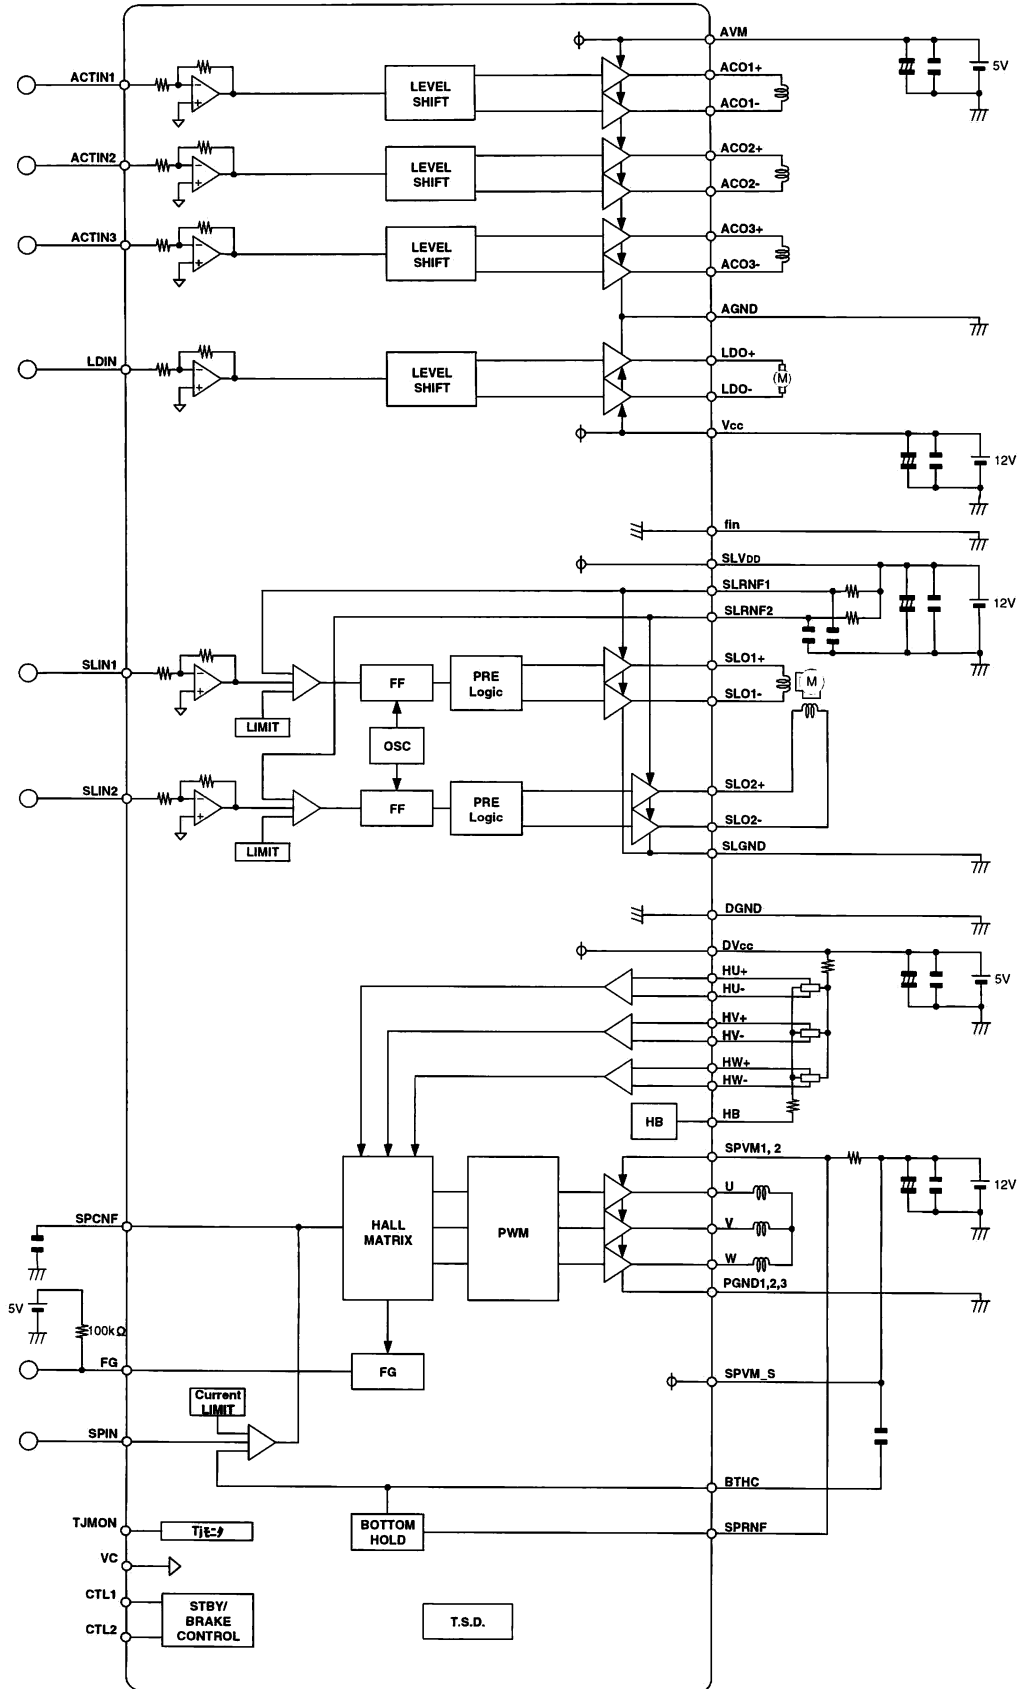 AVM
5V
ACTIN1
LEVEL
SHIFT
ACO1+
ACO1-
ACTIN2
LEVEL
SHIFT
ACO2+
ACO2-
ACTIN3
LEVEL
SHIFT
ACO3+
ACO3-
AGND
LDIN
LEVEL
SHIFT
LDO+
M
LDO-
Vcc
12V
fin
SLVDD
SLRNF1
12V
SLRNF2
SLIN1
LIMIT
FF
PRE
Logic
SLO1+
M
SLO1-
OSC
SLIN2
LIMIT
FF
PRE
Logic
SLO2+
SLO2-
SLGND
DGND
DVcc
5V
HU+
HU-
HV+
HV-
HW+
HW-
HB
HB
SPVM1, 2
12V
SPCNF
HALL
MATRIX
PWM
U
V
W
PGND1,2,3
5V
100kΩ
FG
FG
SPVM_S
Current
LIMIT
SPIN
BTHC
BOTTOM
HOLD
SPRNF
TJMON
Tjモニタ
VC
CTL1
CTL2
STBY/
BRAKE
CONTROL
T.S.D.